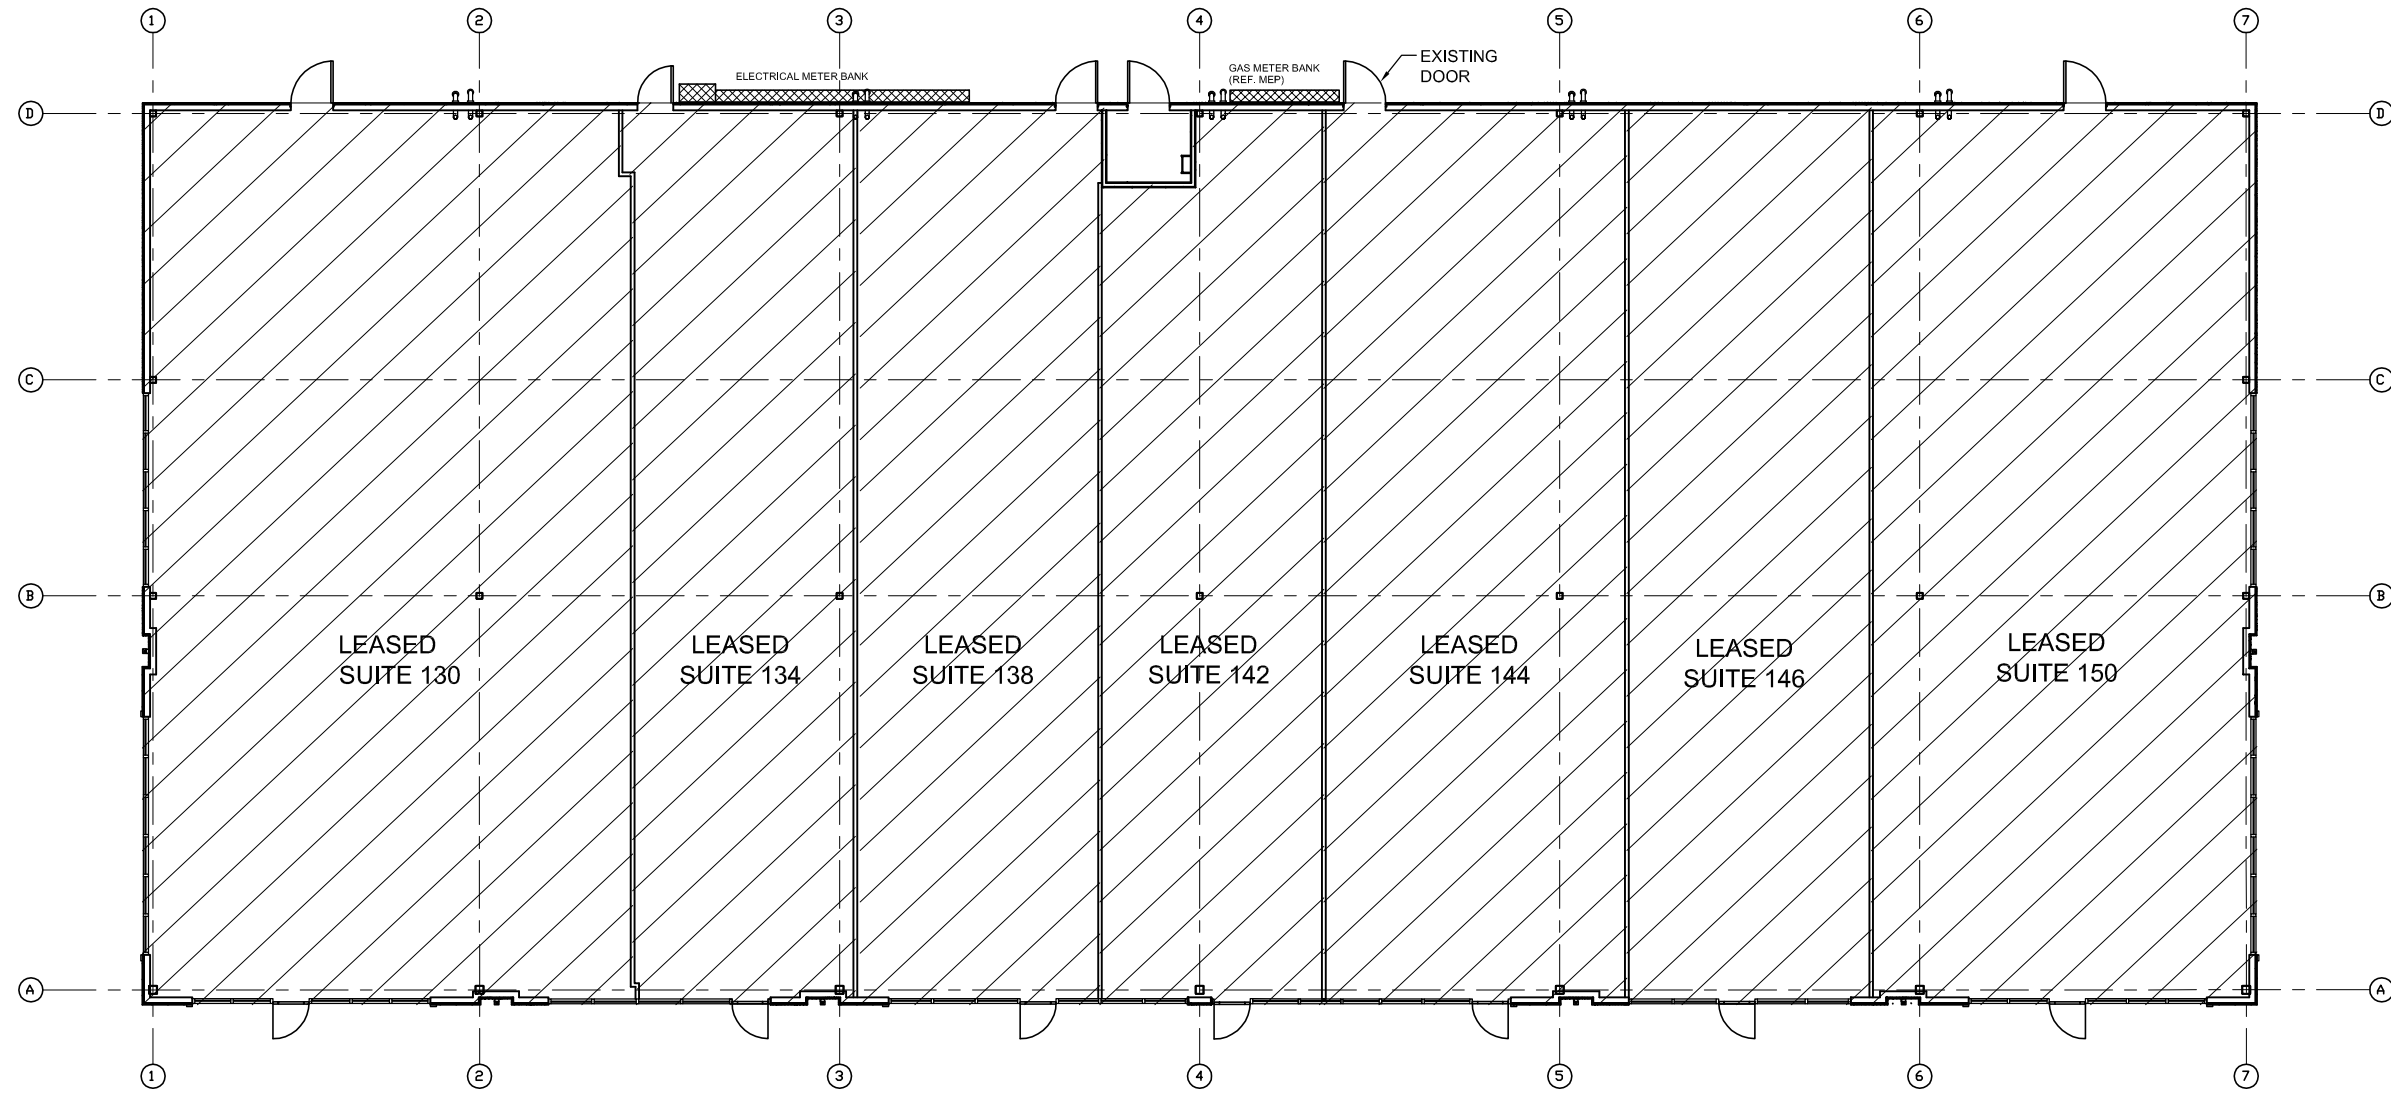 1 2 3 4 5 6 7
ELECTRICAL METER BANK
GAS METER BANK
(REF. MEP)
EXISTING
DOOR
D D
C C
B B
LEASED
SUITE 130
LEASED
SUITE 134
LEASED
SUITE 138
LEASED
SUITE 142
LEASED
SUITE 144
LEASED
SUITE 146
LEASED
SUITE 150
A A
1 2 3 4 5 6 7